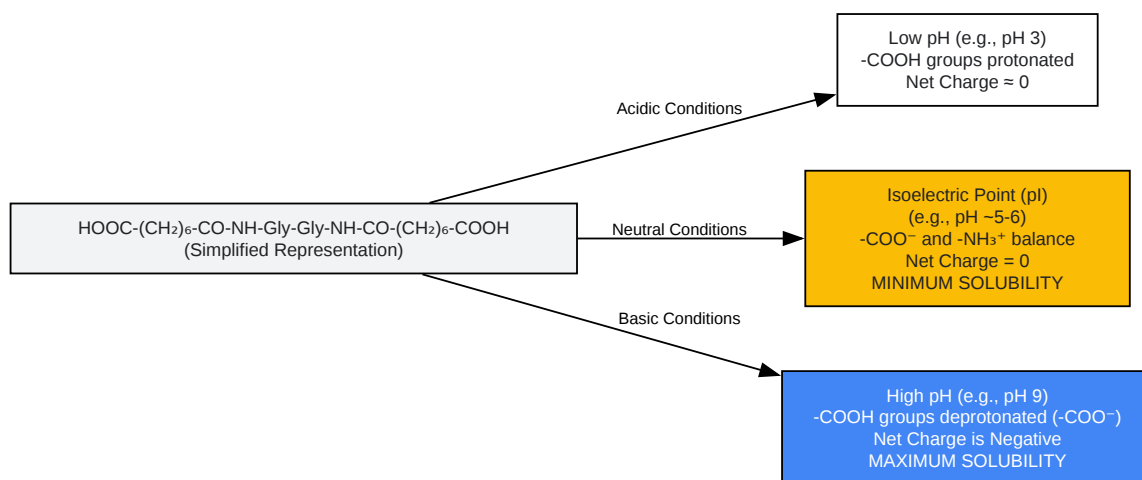 Low pH (e.g., pH 3)
-COOH groups protonated
Net Charge ≈ 0
Acidic Conditions
HOOC-(CH₂)₆-CO-NH-Gly-Gly-NH-CO-(CH₂)₆-COOH
(Simplified Representation)
Neutral Conditions
Isoelectric Point (pI)
(e.g., pH ~5-6)
-COO⁻ and -NH₃⁺ balance
Net Charge = 0
MINIMUM SOLUBILITY
Basic Conditions
High pH (e.g., pH 9)
-COOH groups deprotonated (-COO⁻)
Net Charge is Negative
MAXIMUM SOLUBILITY